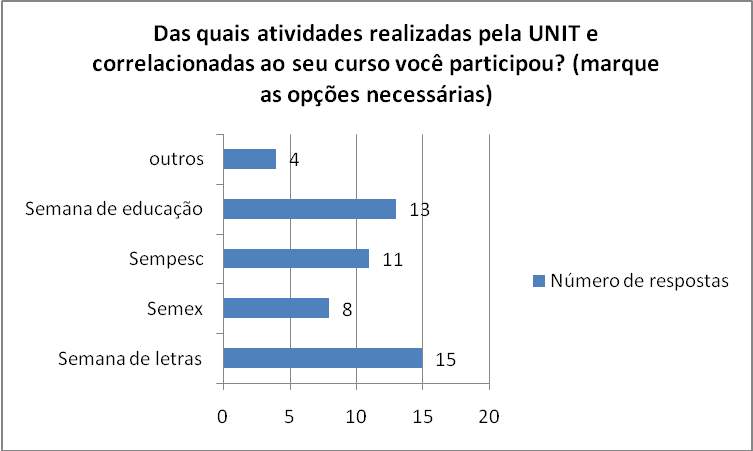 Das quais atividades realizadas pela UNIT e
correlacionadas ao seu curso você participou? (marque
as opções necessárias)
outros 4
Semana de educação 13
Sempesc 11
Semex 8
Semana de letras 15
0 5 10 15 20
Número de respostas